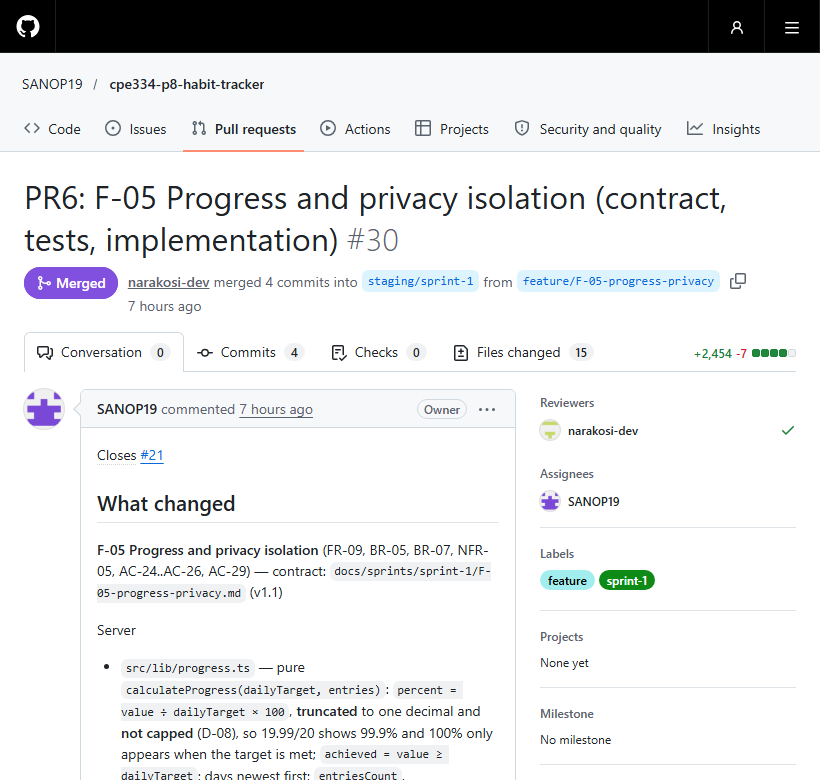 SANOP19 / cpe334-p8-habit-tracker
Code Issues Pull requests Actions Projects Security and quality Insights
PR6: F-05 Progress and privacy isolation (contract,
tests, implementation) #30
Merged narakosi-dev merged 4 commits into staging/sprint-1 from feature/F-05-progress-privacy
7 hours ago
Conversation 0 Commits 4 Checks 0 Files changed 15 +2,454 -7
SANOP19 commented 7 hours ago Owner ···
Closes #21
What changed
F-05 Progress and privacy isolation (FR-09, BR-05, BR-07, NFR-
05, AC-24..AC-26, AC-29) — contract: docs/sprints/sprint-1/F-
05-progress-privacy.md (v1.1)
Server
• src/lib/progress.ts — pure
calculateProgress(dailyTarget, entries) : percent =
value ÷ dailyTarget × 100 , truncated to one decimal and
not capped (D-08), so 19.99/20 shows 99.9% and 100% only
appears when the target is met; achieved = value ≥
dailyTarget ; days newest first; entriesCount ,
Reviewers
narakosi-dev
Assignees
SANOP19
Labels
feature sprint-1
Projects
None yet
Milestone
No milestone